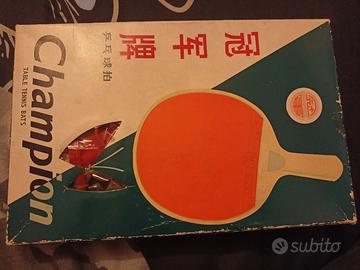 冠军牌
乒乓球拍
Champion
TABLE TENNIS BATS
subito